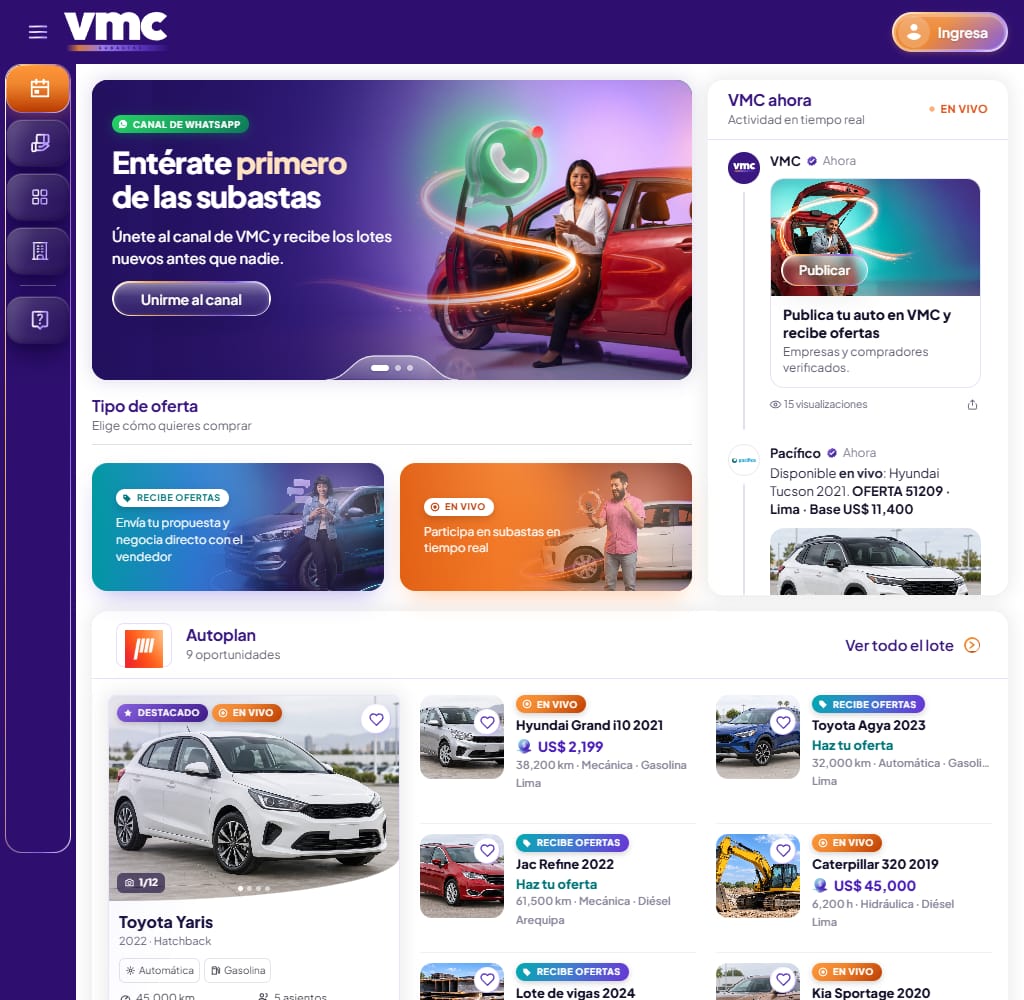 vmc
SUBASTAS
Ingresa
CANAL DE WHATSAPP
Entérate primero
de las subastas
Únete al canal de VMC y recibe los lotes
nuevos antes que nadie.
Unirme al canal
VMC ahora
Actividad en tiempo real
EN VIVO
vmc
VMC Ahora
Publicar
Publica tu auto en VMC y
recibe ofertas
Empresas y compradores
verificados.
15 visualizaciones
pacífico
Pacífico Ahora
Disponible en vivo: Hyundai
Tucson 2021. OFERTA 51209 ·
Lima · Base US$ 11,400
Tipo de oferta
Elige cómo quieres comprar
RECIBE OFERTAS
Envía tu propuesta y
negocia directo con el
vendedor
EN VIVO
Participa en subastas en
tiempo real
Autoplan
9 oportunidades
Ver todo el lote
DESTACADO
EN VIVO
1/12
Toyota Yaris
2022 · Hatchback
Automática
Gasolina
45,000 km
5 asientos
EN VIVO
Hyundai Grand i10 2021
US$ 2,199
38,200 km · Mecánica · Gasolina
Lima
RECIBE OFERTAS
Toyota Agya 2023
Haz tu oferta
32,000 km · Automática · Gasoli...
Lima
RECIBE OFERTAS
Jac Refine 2022
Haz tu oferta
61,500 km · Mecánica · Diésel
Arequipa
EN VIVO
Caterpillar 320 2019
US$ 45,000
6,200 h · Hidráulica · Diésel
Lima
RECIBE OFERTAS
Lote de vigas 2024
EN VIVO
Kia Sportage 2020